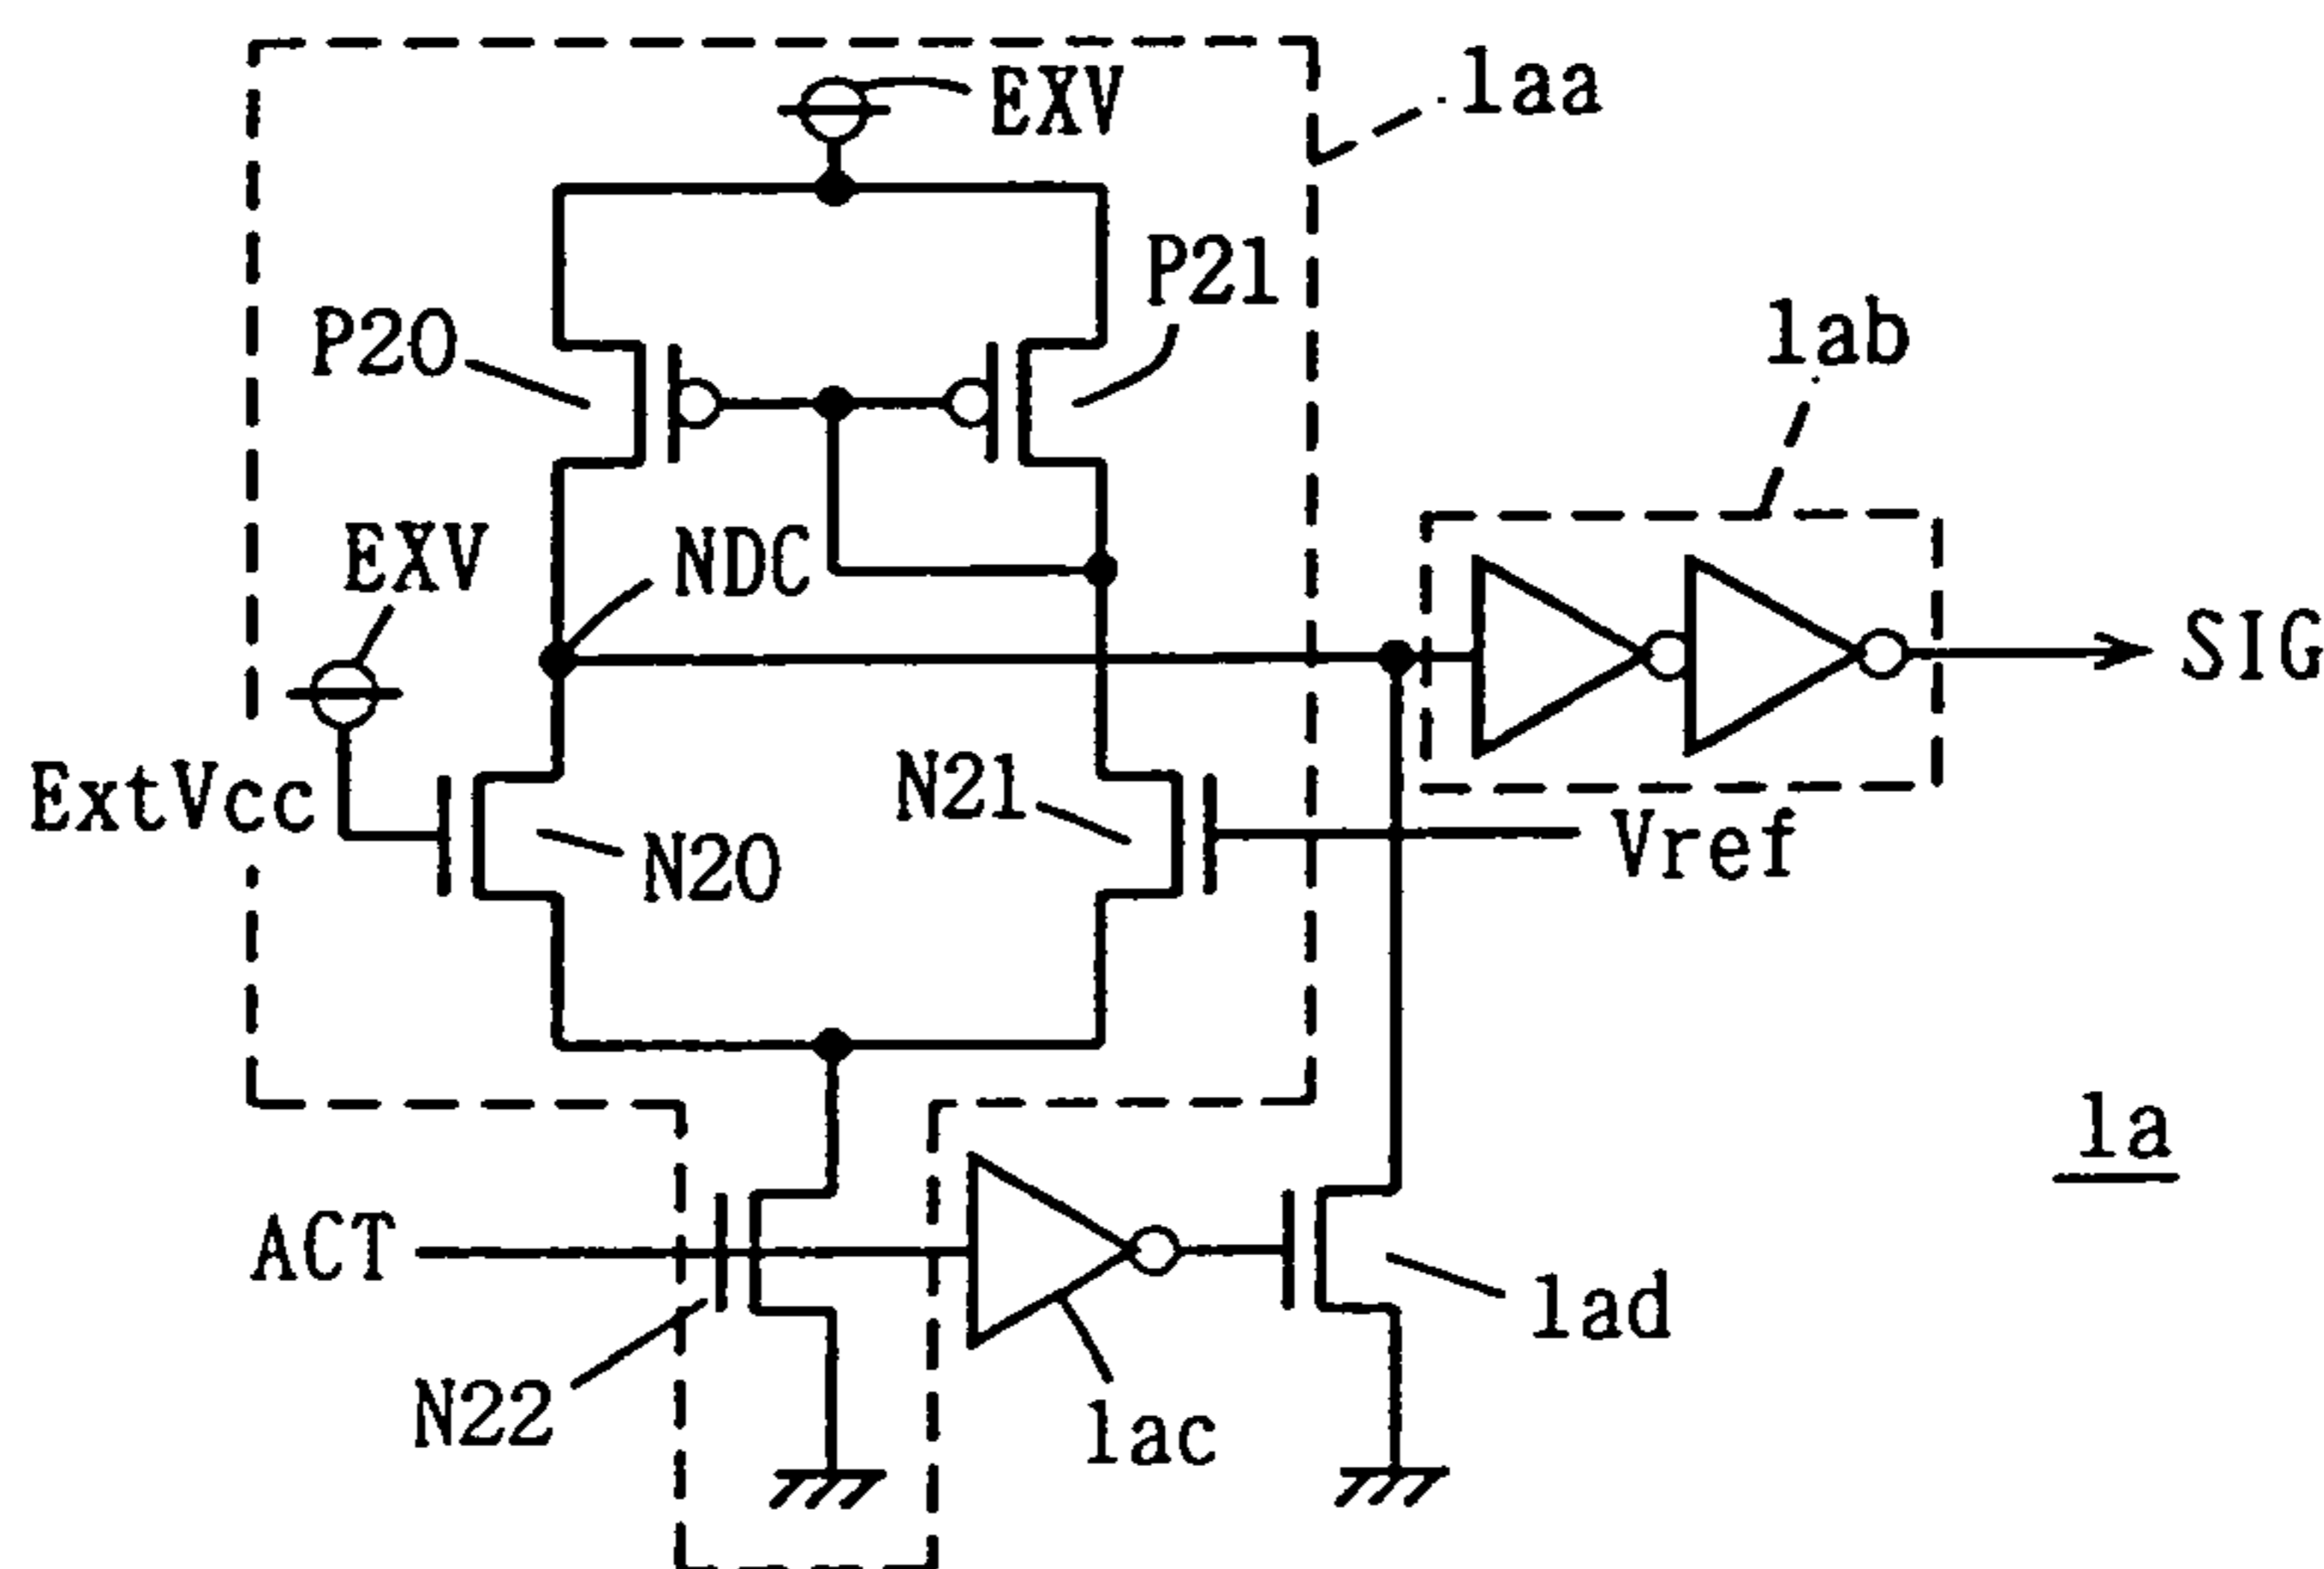 EXV
1aa
P21
P20
1ab
EXV
NDC
SIG
ExtVcc
N21
N20
Vref
1a
ACT
1ad
N22
1ac